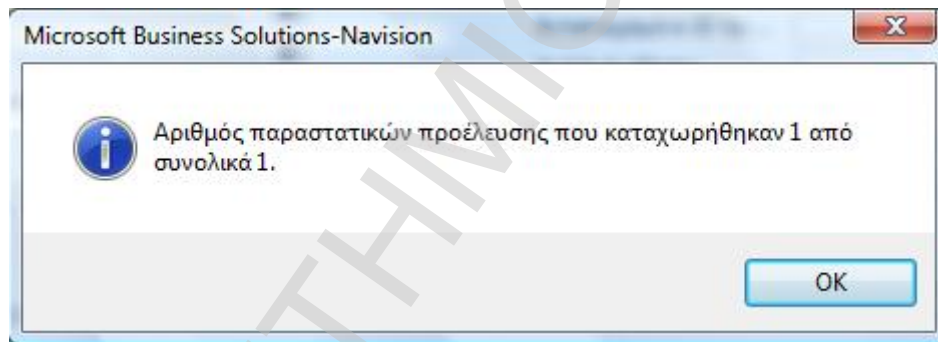 Microsoft Business Solutions-Navision
Αριθμός παραστατικών προέλευσης που καταχωρήθηκαν 1 από
συνολικά 1.
OK